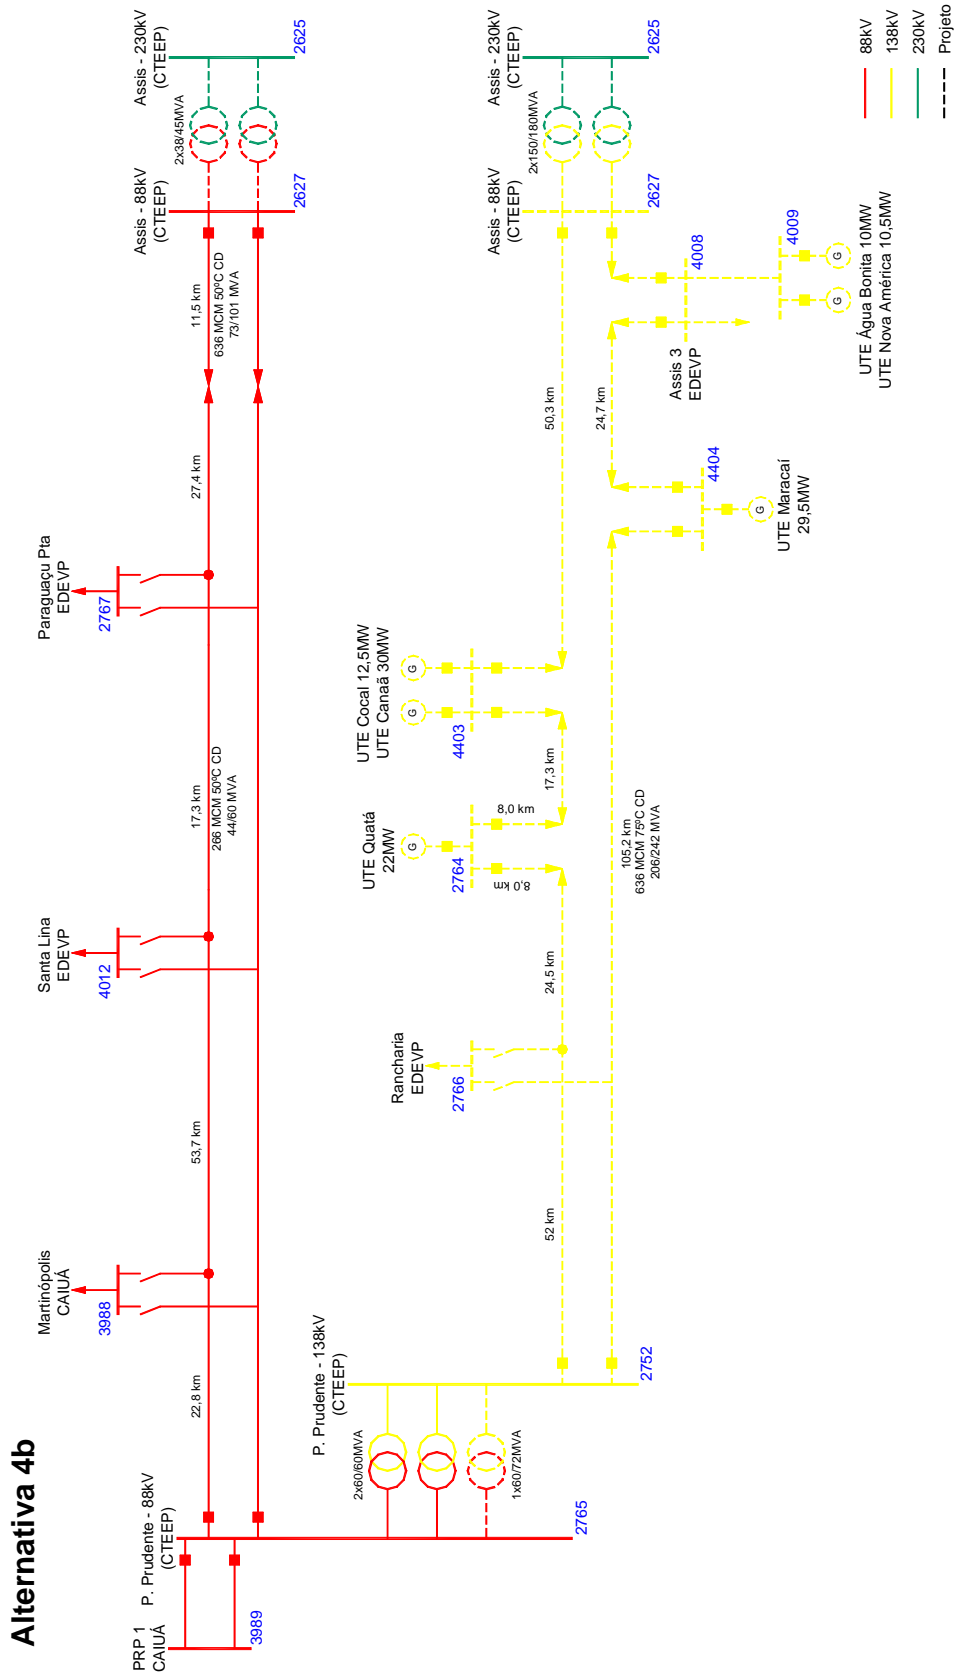 Alternativa 4b
PRP 1
CAIUÁ
3989
P. Prudente - 88kV
(CTEEP)
2765
22,8 km
Martinópolis
CAIUÁ
3988
53,7 km
Santa Lina
EDEVP
4012
17,3 km
266 MCM 50ºC CD
44/60 MVA
Paraguaçu Pta
EDEVP
2767
27,4 km
11,5 km
636 MCM 50ºC CD
73/101 MVA
Assis - 88kV
(CTEEP)
2627
2x38/45MVA
Assis - 230kV
(CTEEP)
2625
2x60/60MVA
1x60/72MVA
P. Prudente - 138kV
(CTEEP)
2752
52 km
Rancharia
EDEVP
2766
24,5 km
UTE Quatá
22MW
G
2764
8,0 km
8,0 km
17,3 km
UTE Cocal 12,5MW
UTE Canaã 30MW
G
G
4403
50,3 km
105,2 km
636 MCM 75ºC CD
206/242 MVA
4404
G
UTE Maracaí
29,5MW
24,7 km
Assis 3
EDEVP
4008
4009
G
G
UTE Água Bonita 10MW
UTE Nova América 10,5MW
Assis - 88kV
(CTEEP)
2627
2x150/180MVA
Assis - 230kV
(CTEEP)
2625
88kV
138kV
230kV
Projeto